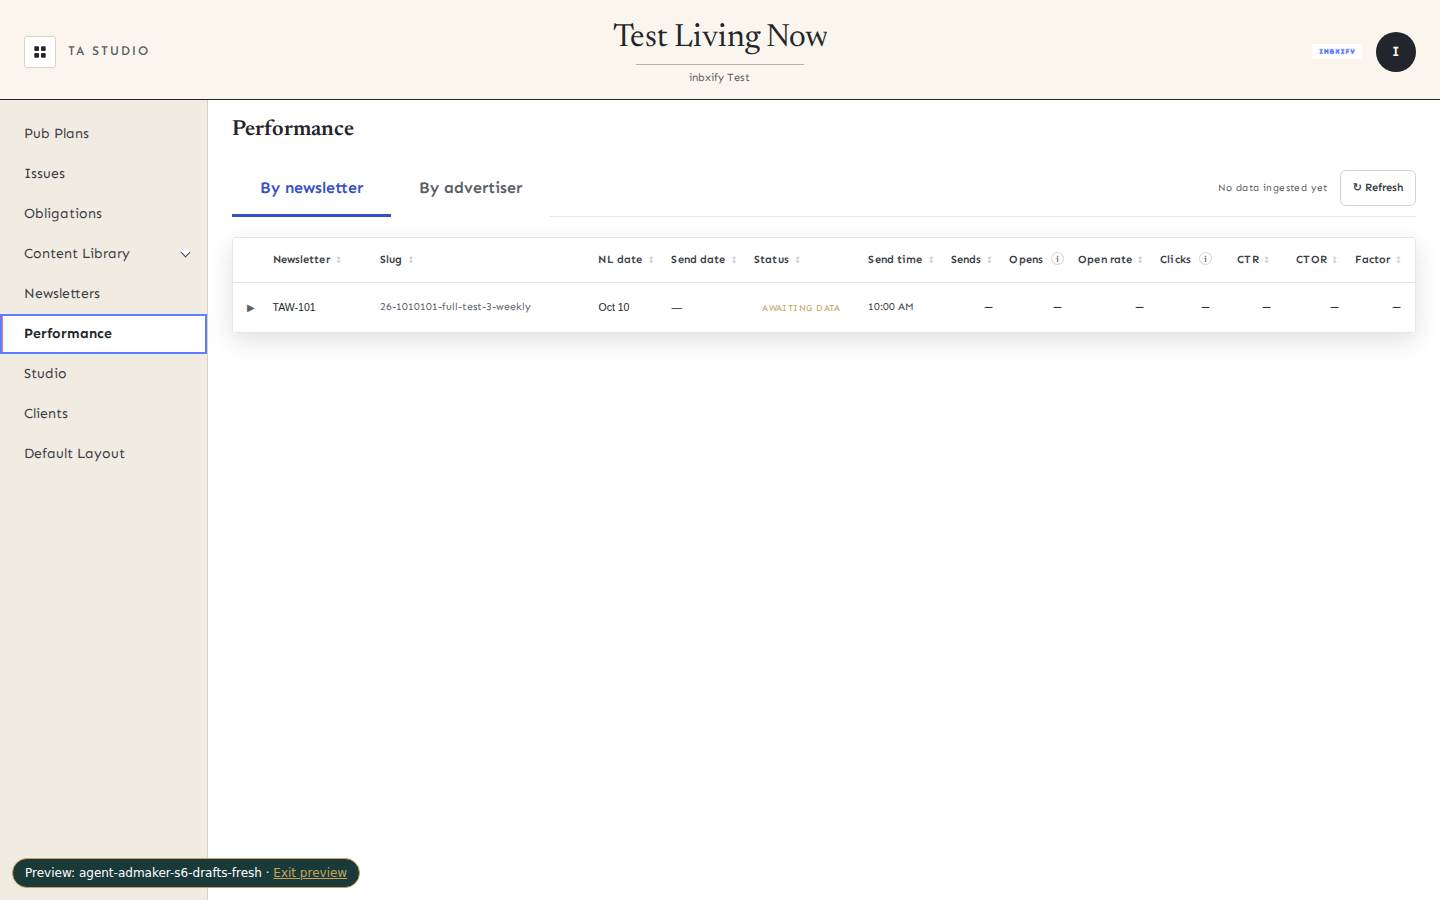 TA STUDIO
Test Living Now
inbxify Test
INBXIFY
I
Pub Plans
Issues
Obligations
Content Library
Newsletters
Performance
Studio
Clients
Default Layout
Performance
By newsletter By advertiser No data ingested yet ↻ Refresh
Newsletter ↕ Slug ↕ NL date ↕ Send date ↕ Status ↕ Send time ↕ Sends ↕ Opens i Open rate ↕ Clicks i CTR ↕ CTOR ↕ Factor ↕
▶ TAW-101 26-1010101-full-test-3-weekly Oct 10 — AWAITING DATA 10:00 AM — — — — — — —
Preview: agent-admaker-s6-drafts-fresh · Exit preview